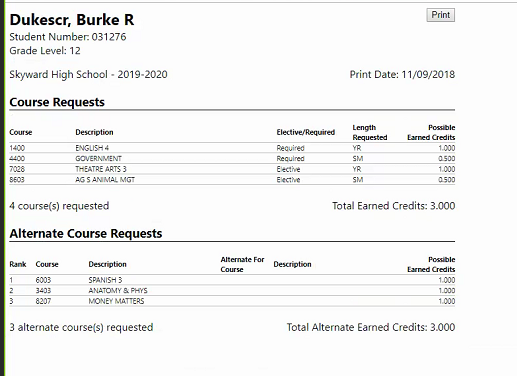 Dukescr, Burke R
Print
Student Number: 031276
Grade Level: 12
Skyward High School - 2019-2020 Print Date: 11/09/2018
Course Requests
Course Description Elective/Required Length Requested Possible Earned Credits
1400 ENGLISH 4 Required YR 1.000
4400 GOVERNMENT Required SM 0.500
7028 THEATRE ARTS 3 Elective YR 1.000
8603 AG S ANIMAL MGT Elective SM 0.500
4 course(s) requested Total Earned Credits: 3.000
Alternate Course Requests
Rank Course Description Alternate For Course Description Possible Earned Credits
1 6003 SPANISH 3 1.000
2 3403 ANATOMY & PHYS 1.000
3 8207 MONEY MATTERS 1.000
3 alternate course(s) requested Total Alternate Earned Credits: 3.000